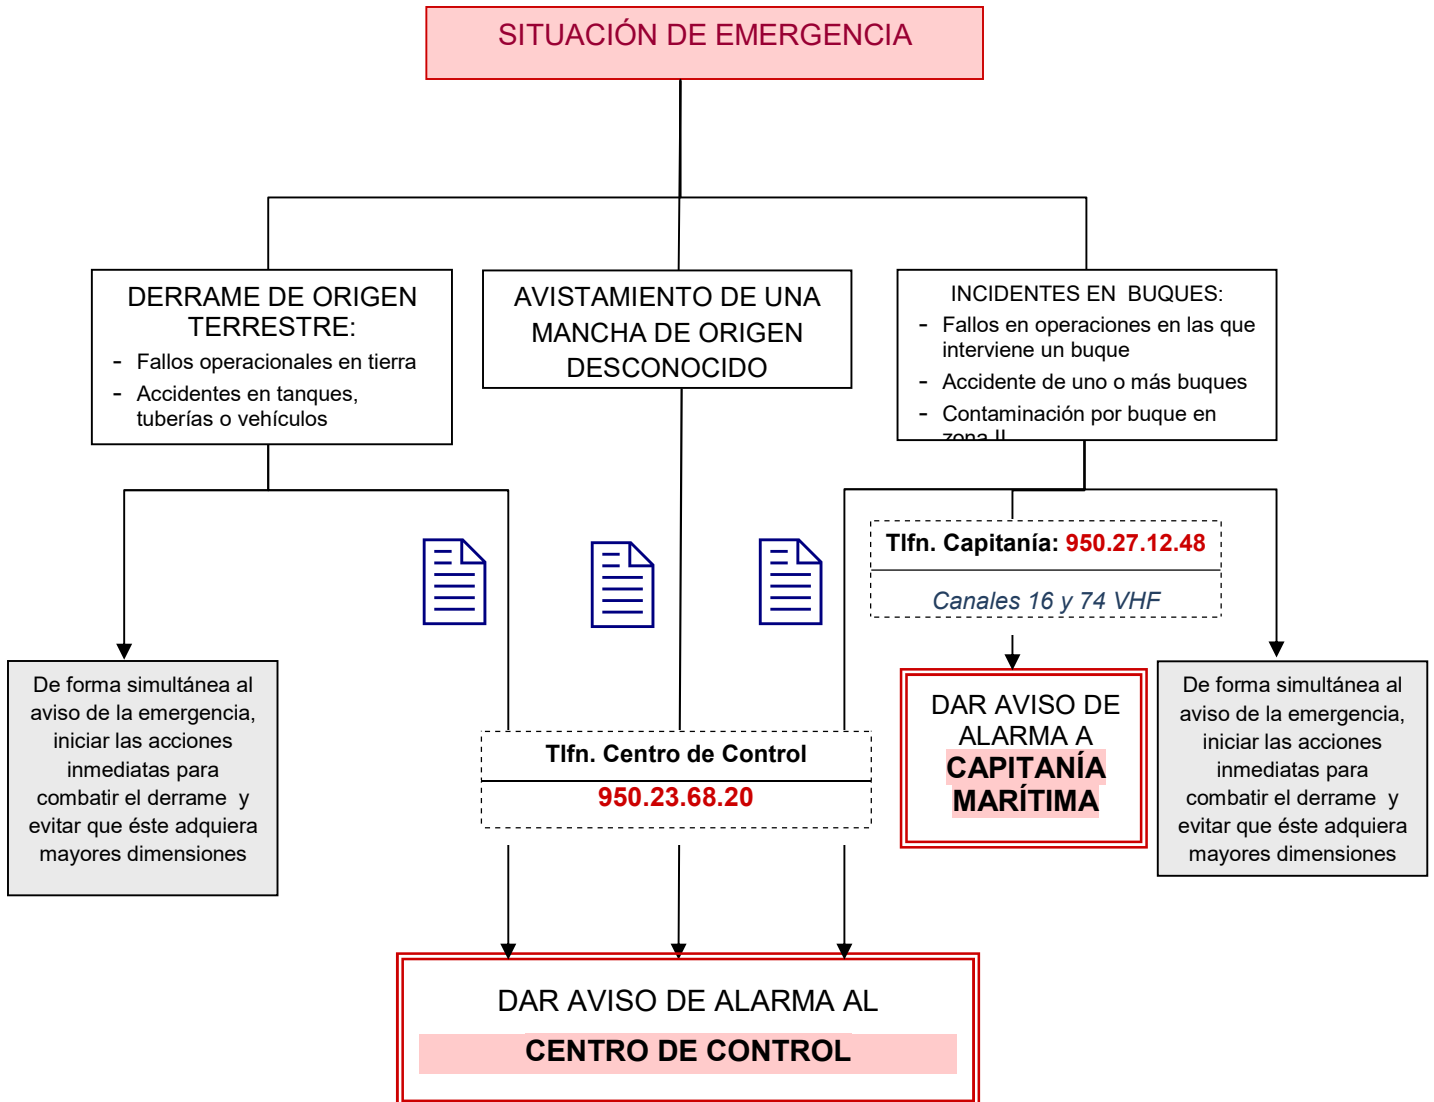 SITUACIÓN DE EMERGENCIA
DERRAME DE ORIGEN
TERRESTRE:
- Fallos operacionales en tierra
- Accidentes en tanques,
tuberías o vehículos
AVISTAMIENTO DE UNA
MANCHA DE ORIGEN
DESCONOCIDO
INCIDENTES EN BUQUES:
- Fallos en operaciones en las que
interviene un buque
- Accidente de uno o más buques
- Contaminación por buque en
zona II
Tlfn. Capitanía: 950.27.12.48
Canales 16 y 74 VHF
De forma simultánea al
aviso de la emergencia,
iniciar las acciones
inmediatas para
combatir el derrame y
evitar que éste adquiera
mayores dimensiones
Tlfn. Centro de Control
950.23.68.20
DAR AVISO DE
ALARMA A
CAPITANÍA
MARÍTIMA
De forma simultánea al
aviso de la emergencia,
iniciar las acciones
inmediatas para
combatir el derrame y
evitar que éste adquiera
mayores dimensiones
DAR AVISO DE ALARMA AL
CENTRO DE CONTROL